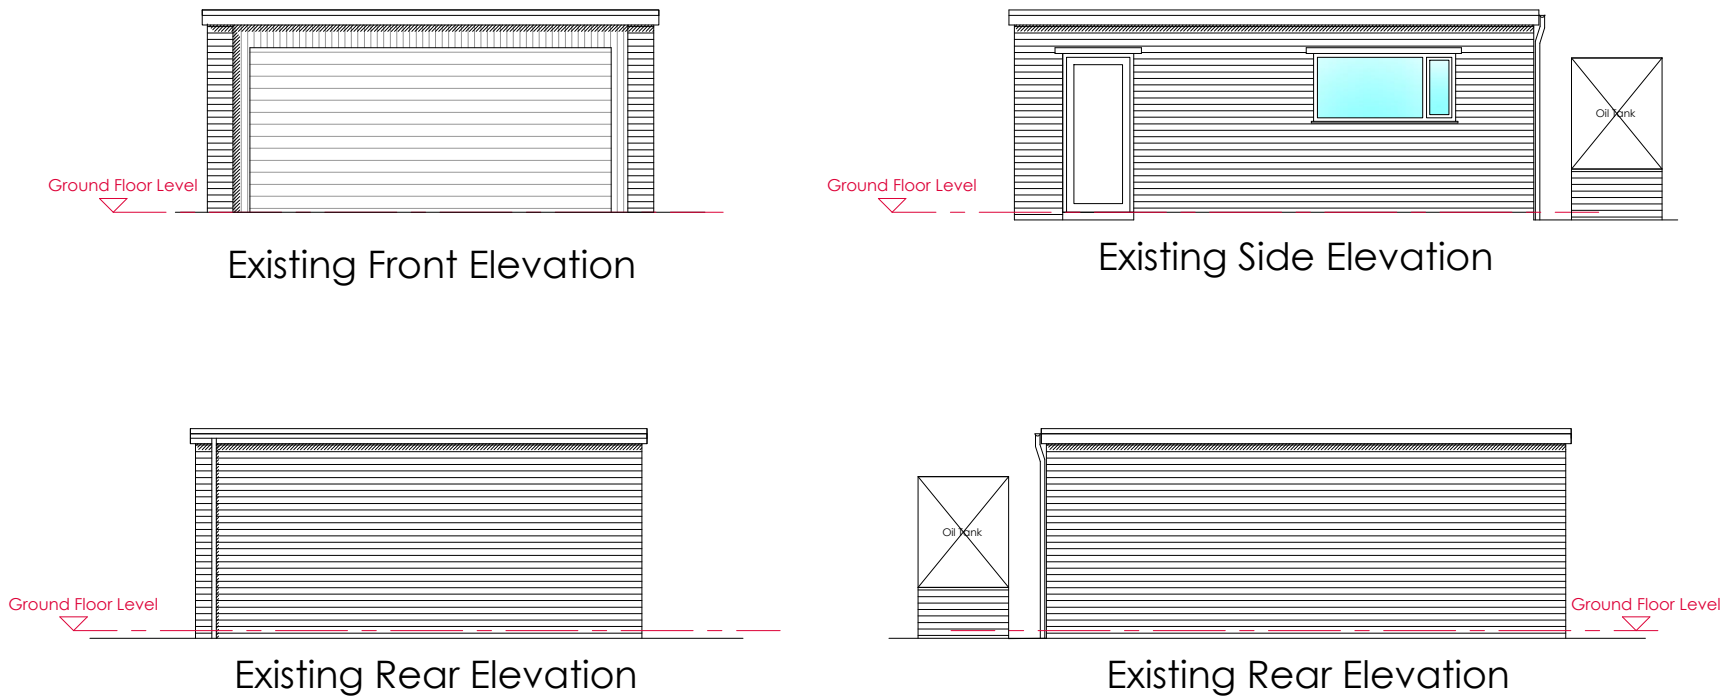 Ground Floor Level
Existing Front Elevation
Ground Floor Level
Oil Tank
Existing Side Elevation
Ground Floor Level
Existing Rear Elevation
Oil Tank
Ground Floor Level
Existing Rear Elevation